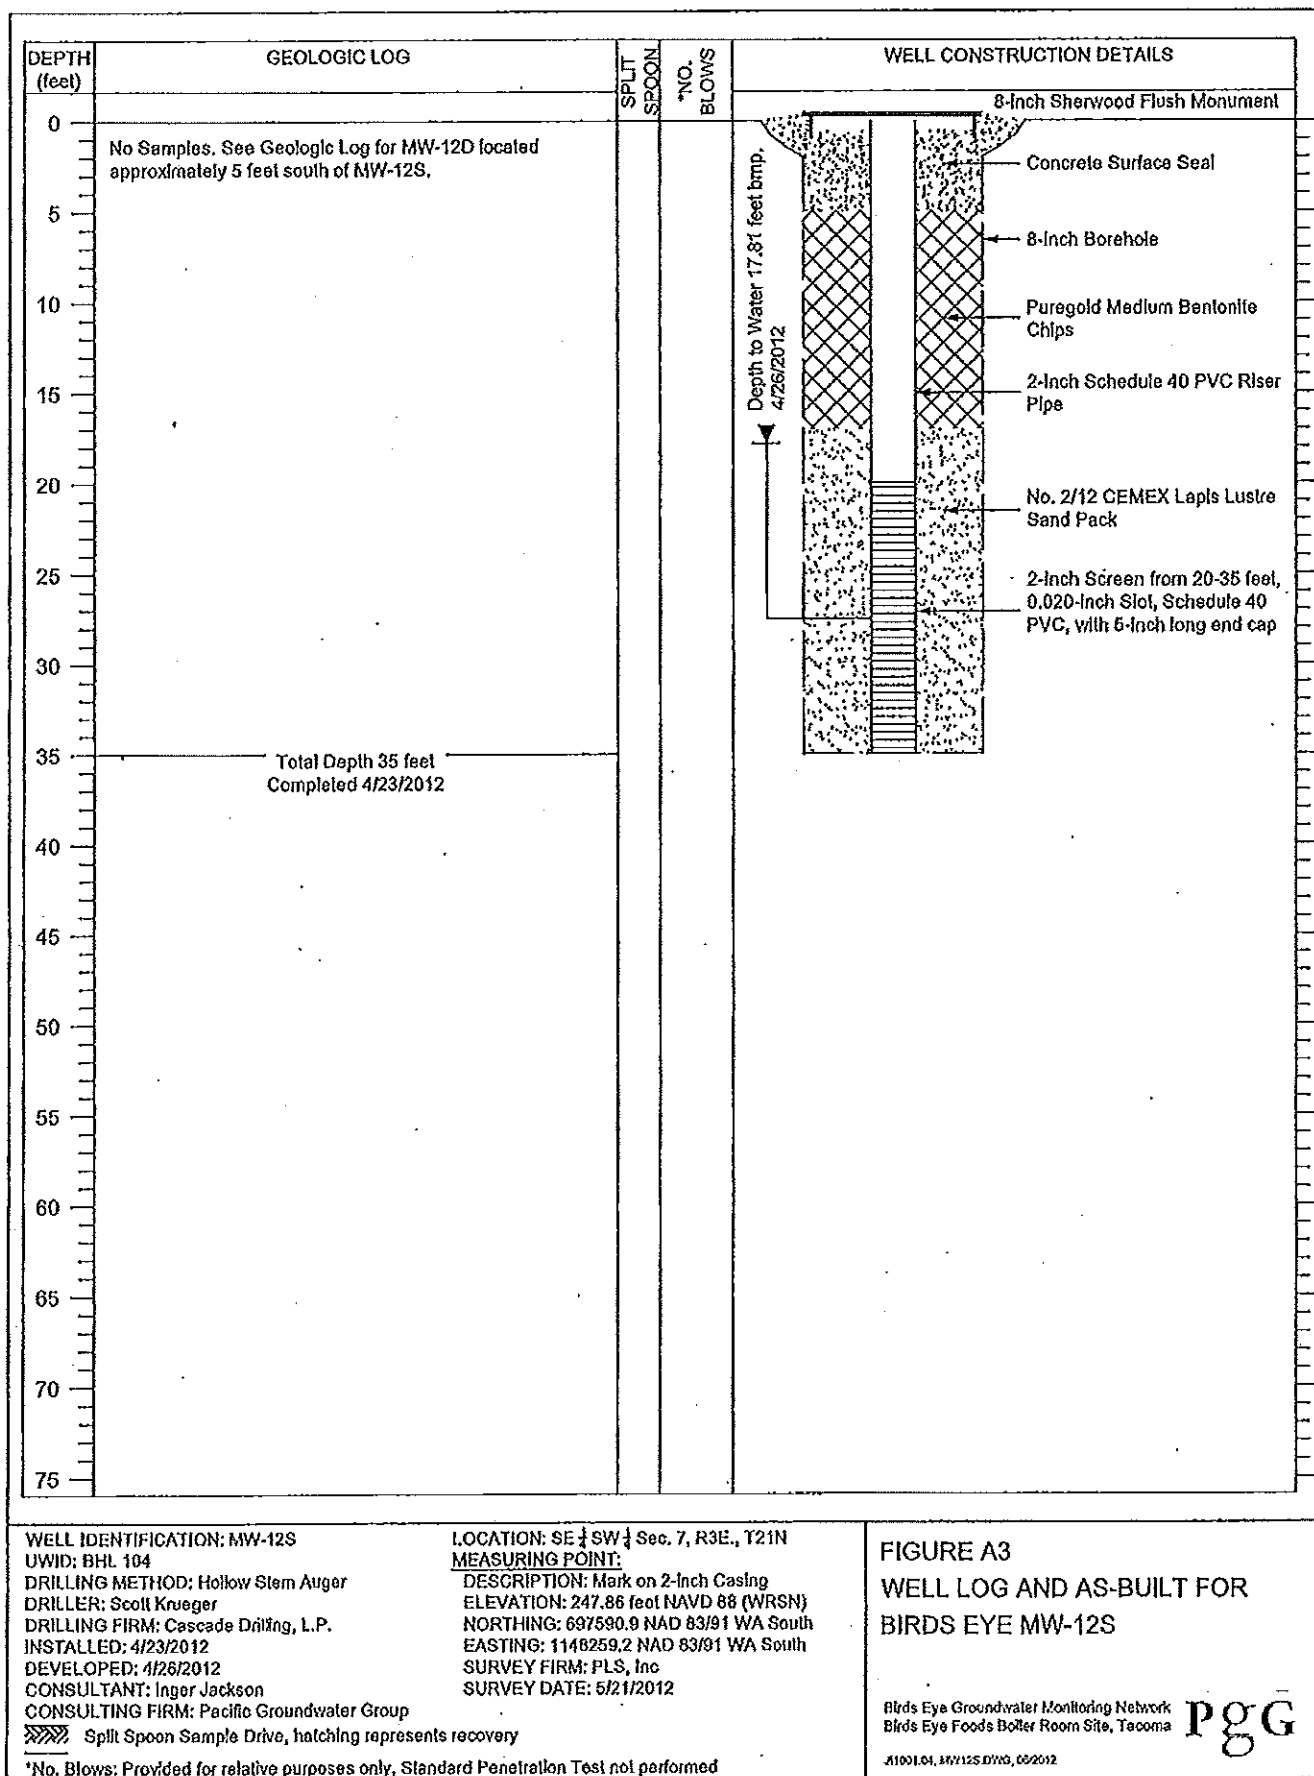 DEPTH
(feet)
GEOLOGIC LOG
SPLIT
SPOON
*NO.
BLOWS
WELL CONSTRUCTION DETAILS
8-Inch Sherwood Flush Monument
0
No Samples. See Geologic Log for MW-12D located
approximately 5 feet south of MW-12S.
Concrete Surface Seal
5
8-Inch Borehole
Depth to Water 17.81 feet bmp,
4/26/2012
10
Puregold Medium Bentonite
Chips
15
2-Inch Schedule 40 PVC Riser
Pipe
20
No. 2/12 CEMEX Lapis Lustre
Sand Pack
25
2-Inch Screen from 20-35 feet,
0.020-Inch Slot, Schedule 40
PVC, with 6-Inch long end cap
30
35
Total Depth 35 feet
Completed 4/23/2012
40
45
50
55
60
65
70
75
WELL IDENTIFICATION: MW-12S
UWID: BHL 104
DRILLING METHOD: Hollow Stem Auger
DRILLER: Scott Krueger
DRILLING FIRM: Cascade Drilling, L.P.
INSTALLED: 4/23/2012
DEVELOPED: 4/26/2012
CONSULTANT: Inger Jackson
CONSULTING FIRM: Pacific Groundwater Group
Split Spoon Sample Drive, hatching represents recovery
*No. Blows: Provided for relative purposes only, Standard Penetration Test not performed
LOCATION: SE ¼ SW ¼ Sec. 7, R3E., T21N
MEASURING POINT:
DESCRIPTION: Mark on 2-Inch Casing
ELEVATION: 247.86 feet NAVD 88 (WRSN)
NORTHING: 697590.9 NAD 83/91 WA South
EASTING: 1148259.2 NAD 83/91 WA South
SURVEY FIRM: PLS, Inc
SURVEY DATE: 5/21/2012
FIGURE A3
WELL LOG AND AS-BUILT FOR
BIRDS EYE MW-12S
Birds Eye Groundwater Monitoring Network
Birds Eye Foods Boiler Room Site, Tacoma
PgG
J1001.04, MW12S.DWG, 06/2012